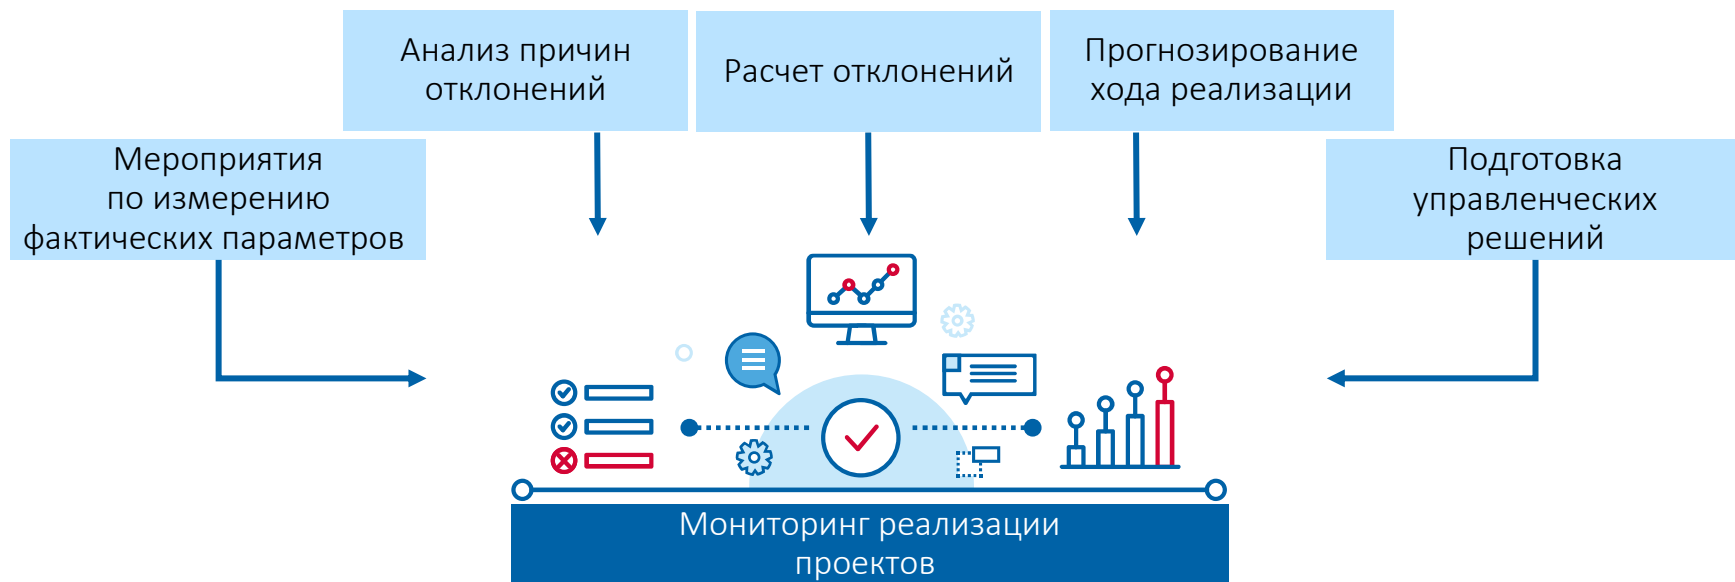 Мероприятия
по измерению
фактических параметров
Анализ причин
отклонений
Расчет отклонений
Прогнозирование
хода реализации
Подготовка
управленческих
решений
Мониторинг реализации
проектов